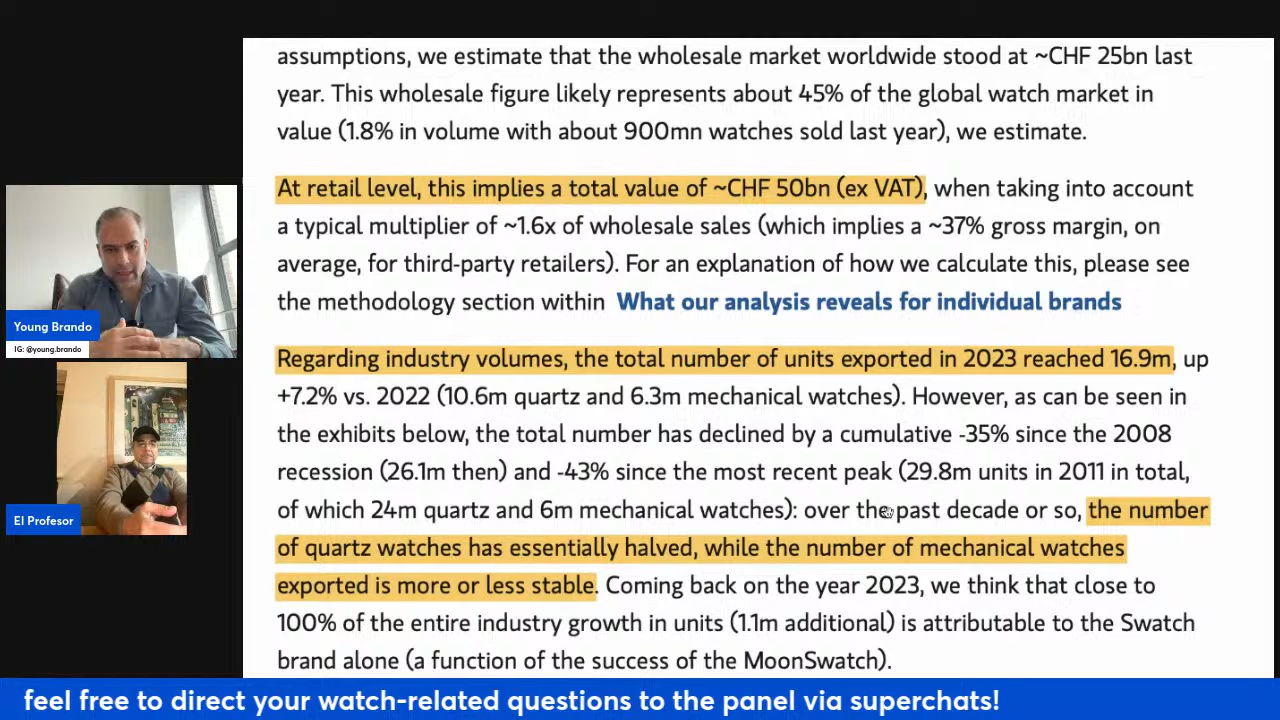 assumptions, we estimate that the wholesale market worldwide stood at ~CHF 25bn last
year. This wholesale figure likely represents about 45% of the global watch market in
value (1.8% in volume with about 900mn watches sold last year), we estimate.
At retail level, this implies a total value of ~CHF 50bn (ex VAT), when taking into account
a typical multiplier of ~1.6x of wholesale sales (which implies a ~37% gross margin, on
average, for third-party retailers). For an explanation of how we calculate this, please see
the methodology section within What our analysis reveals for individual brands
Regarding industry volumes, the total number of units exported in 2023 reached 16.9m, up
+7.2% vs. 2022 (10.6m quartz and 6.3m mechanical watches). However, as can be seen in
the exhibits below, the total number has declined by a cumulative -35% since the 2008
recession (26.1m then) and -43% since the most recent peak (29.8m units in 2011 in total,
of which 24m quartz and 6m mechanical watches): over the past decade or so, the number
of quartz watches has essentially halved, while the number of mechanical watches
exported is more or less stable. Coming back on the year 2023, we think that close to
100% of the entire industry growth in units (1.1m additional) is attributable to the Swatch
brand alone (a function of the success of the MoonSwatch).
Young Brando
IG: @young.brando
El Profesor
feel free to direct your watch-related questions to the panel via superchats!